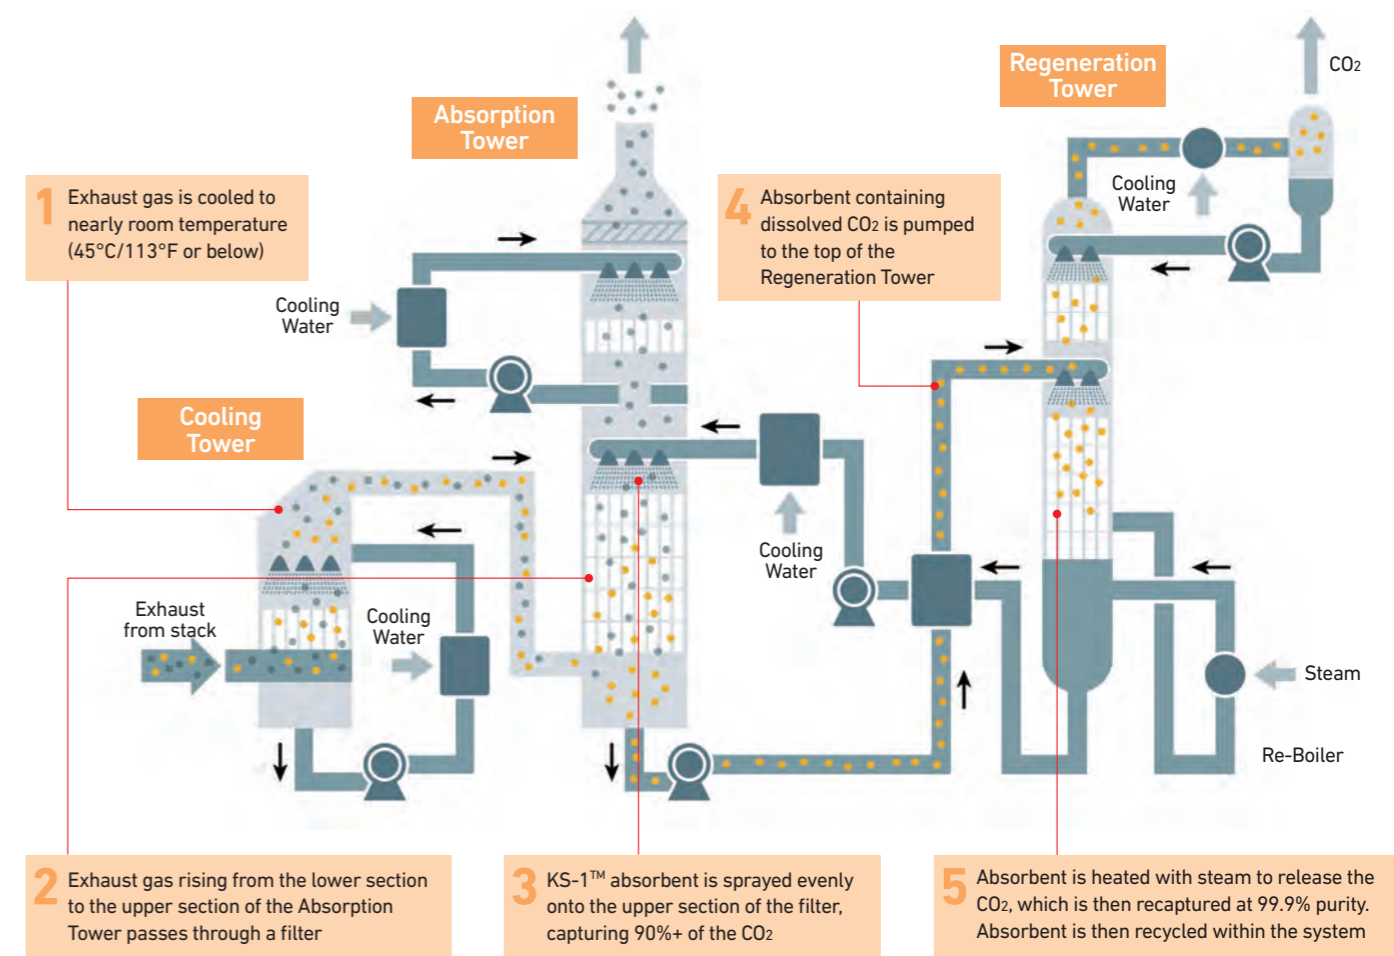 Regeneration
Tower
CO2
Absorption
Tower
1
Exhaust gas is cooled to
nearly room temperature
(45°C/113°F or below)
4
Absorbent containing
dissolved CO2 is pumped
to the top of the
Regeneration Tower
Cooling
Water
Cooling
Water
Cooling
Tower
Cooling
Water
Exhaust
from stack
Cooling
Water
Steam
Re-Boiler
2
Exhaust gas rising from the lower section
to the upper section of the Absorption
Tower passes through a filter
3
KS-1™ absorbent is sprayed evenly
onto the upper section of the filter,
capturing 90%+ of the CO2
5
Absorbent is heated with steam to release the
CO2, which is then recaptured at 99.9% purity.
Absorbent is then recycled within the system